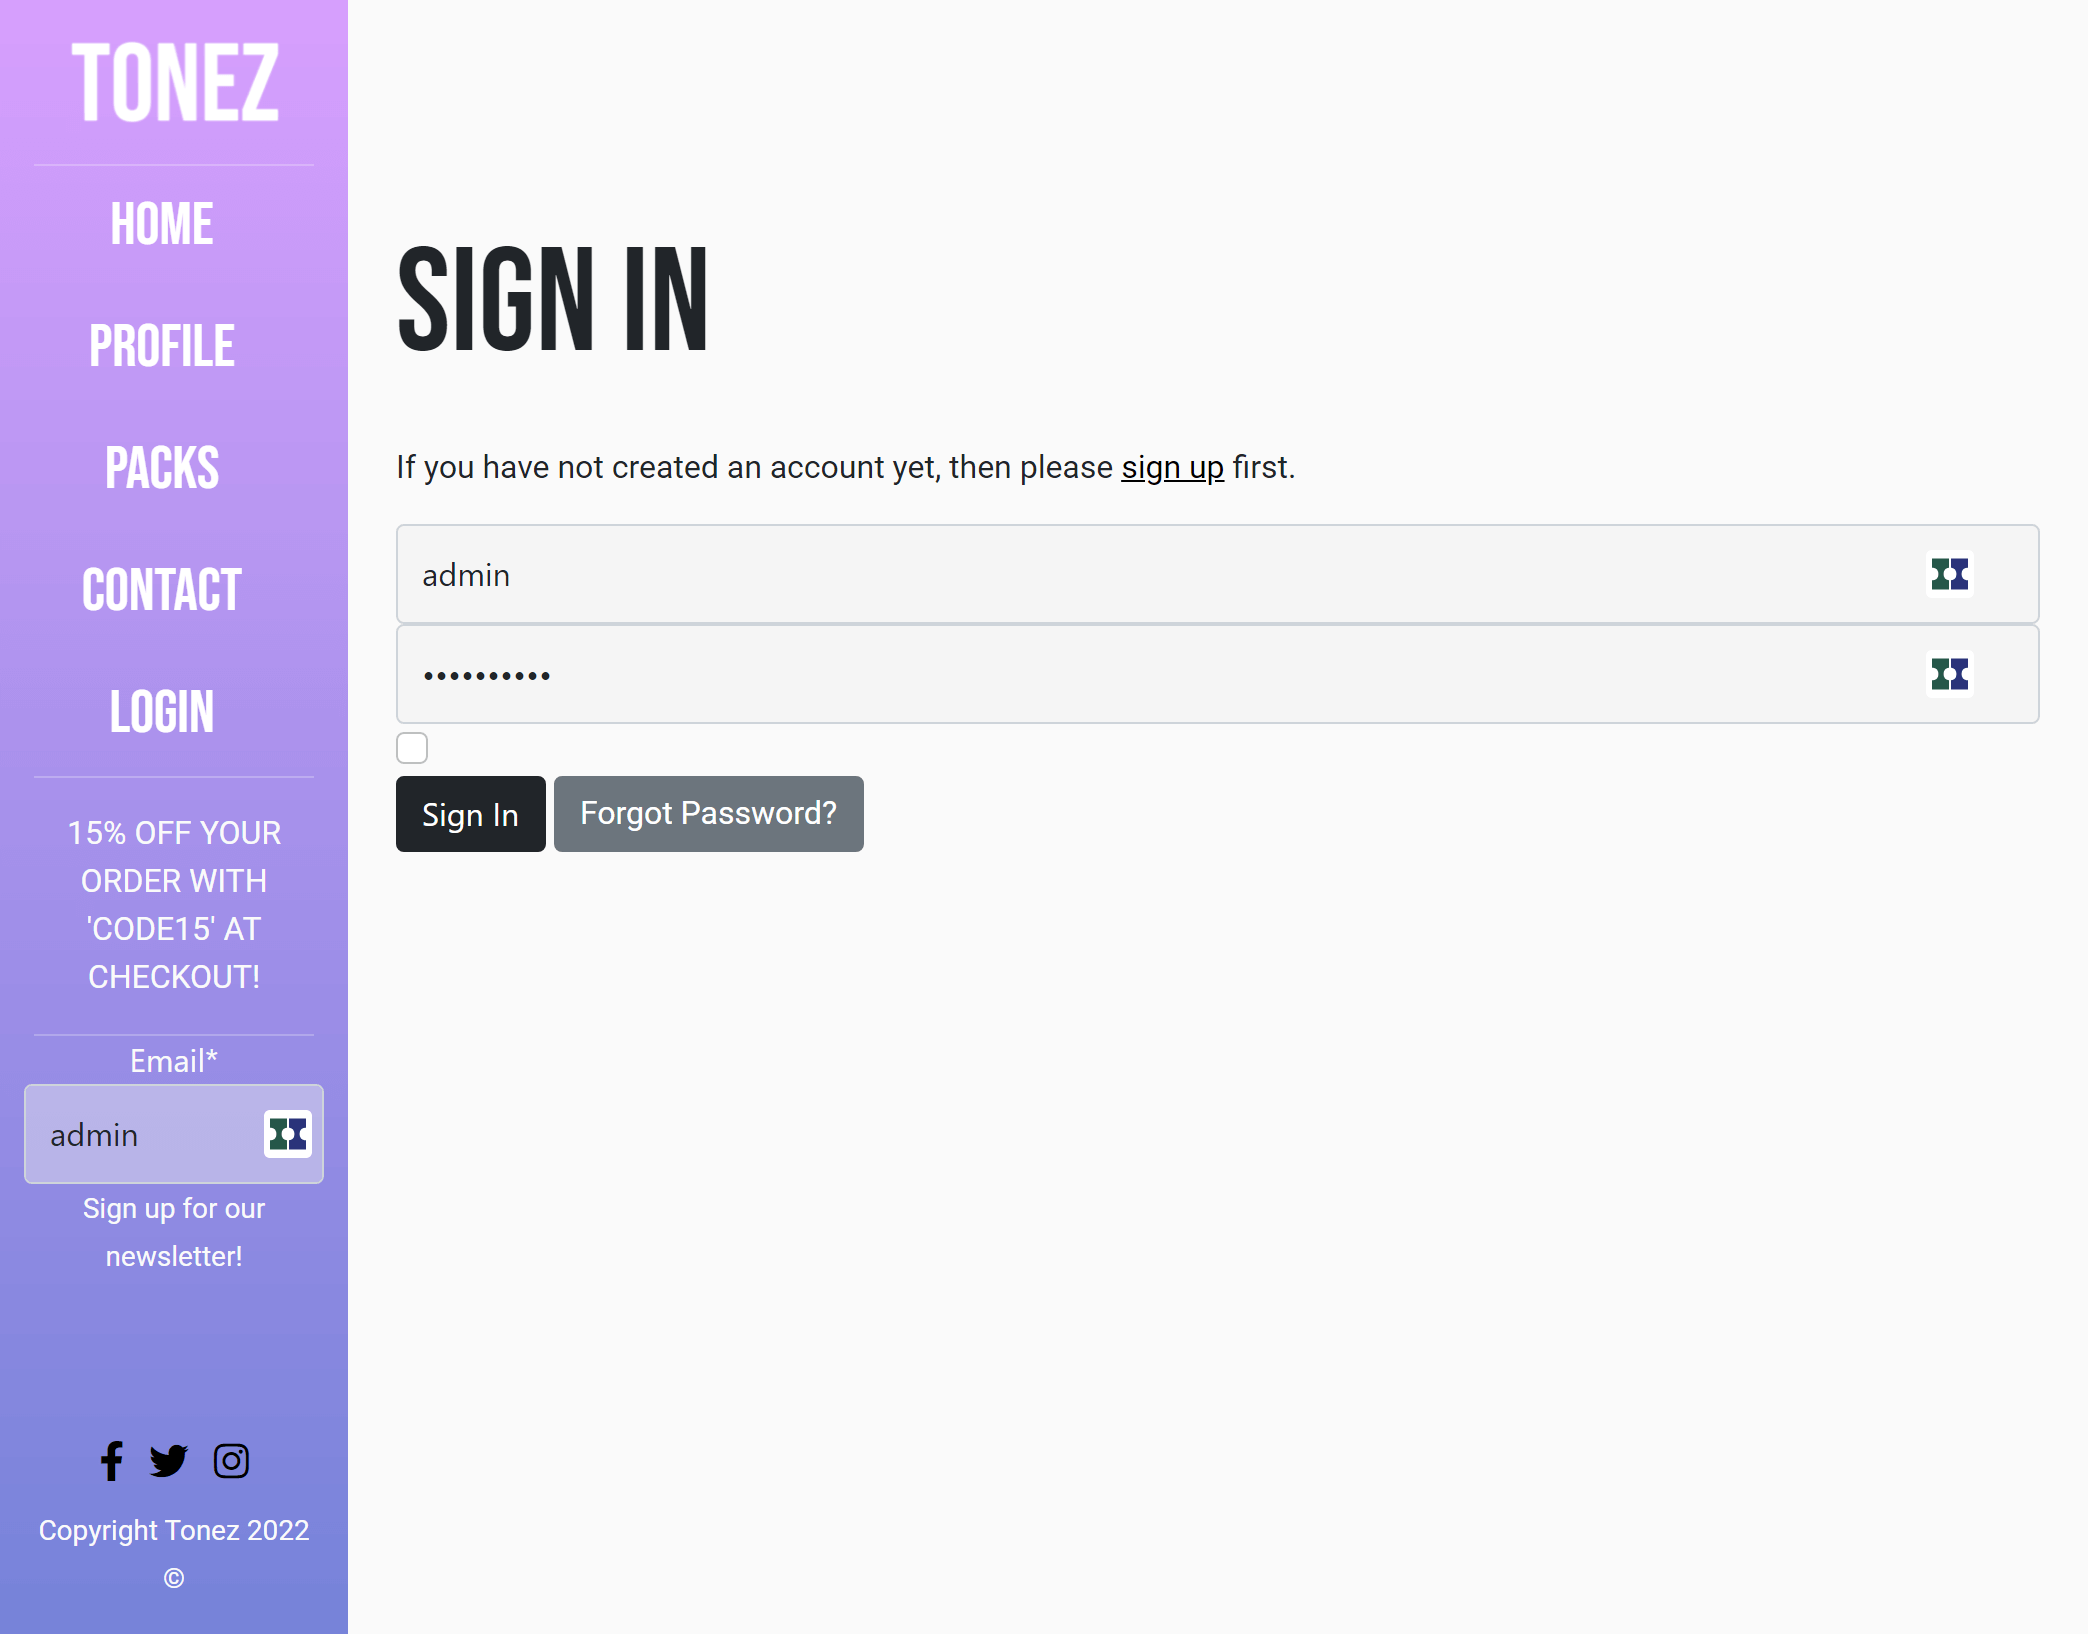 TONEZ
HOME
PROFILE
PACKS
CONTACT
LOGIN
15% OFF YOUR
ORDER WITH
'CODE15' AT
CHECKOUT!
Email*
admin
Sign up for our
newsletter!
Copyright Tonez 2022
©
SIGN IN
If you have not created an account yet, then please sign up first.
admin
••••••••••
Sign In
Forgot Password?